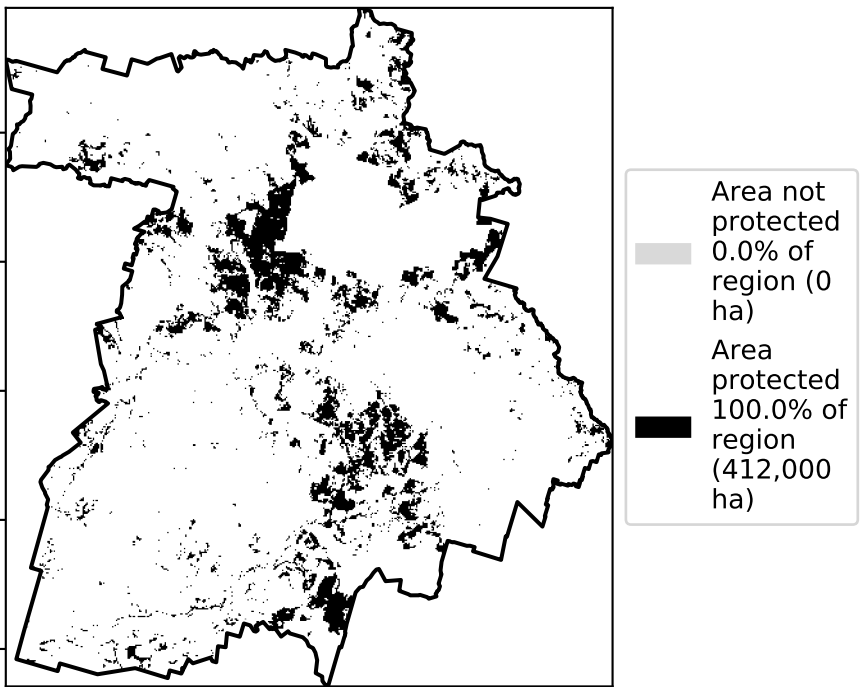 Area not
protected
0.0% of
region (0
ha)
Area
protected
100.0% of
region
(412,000
ha)